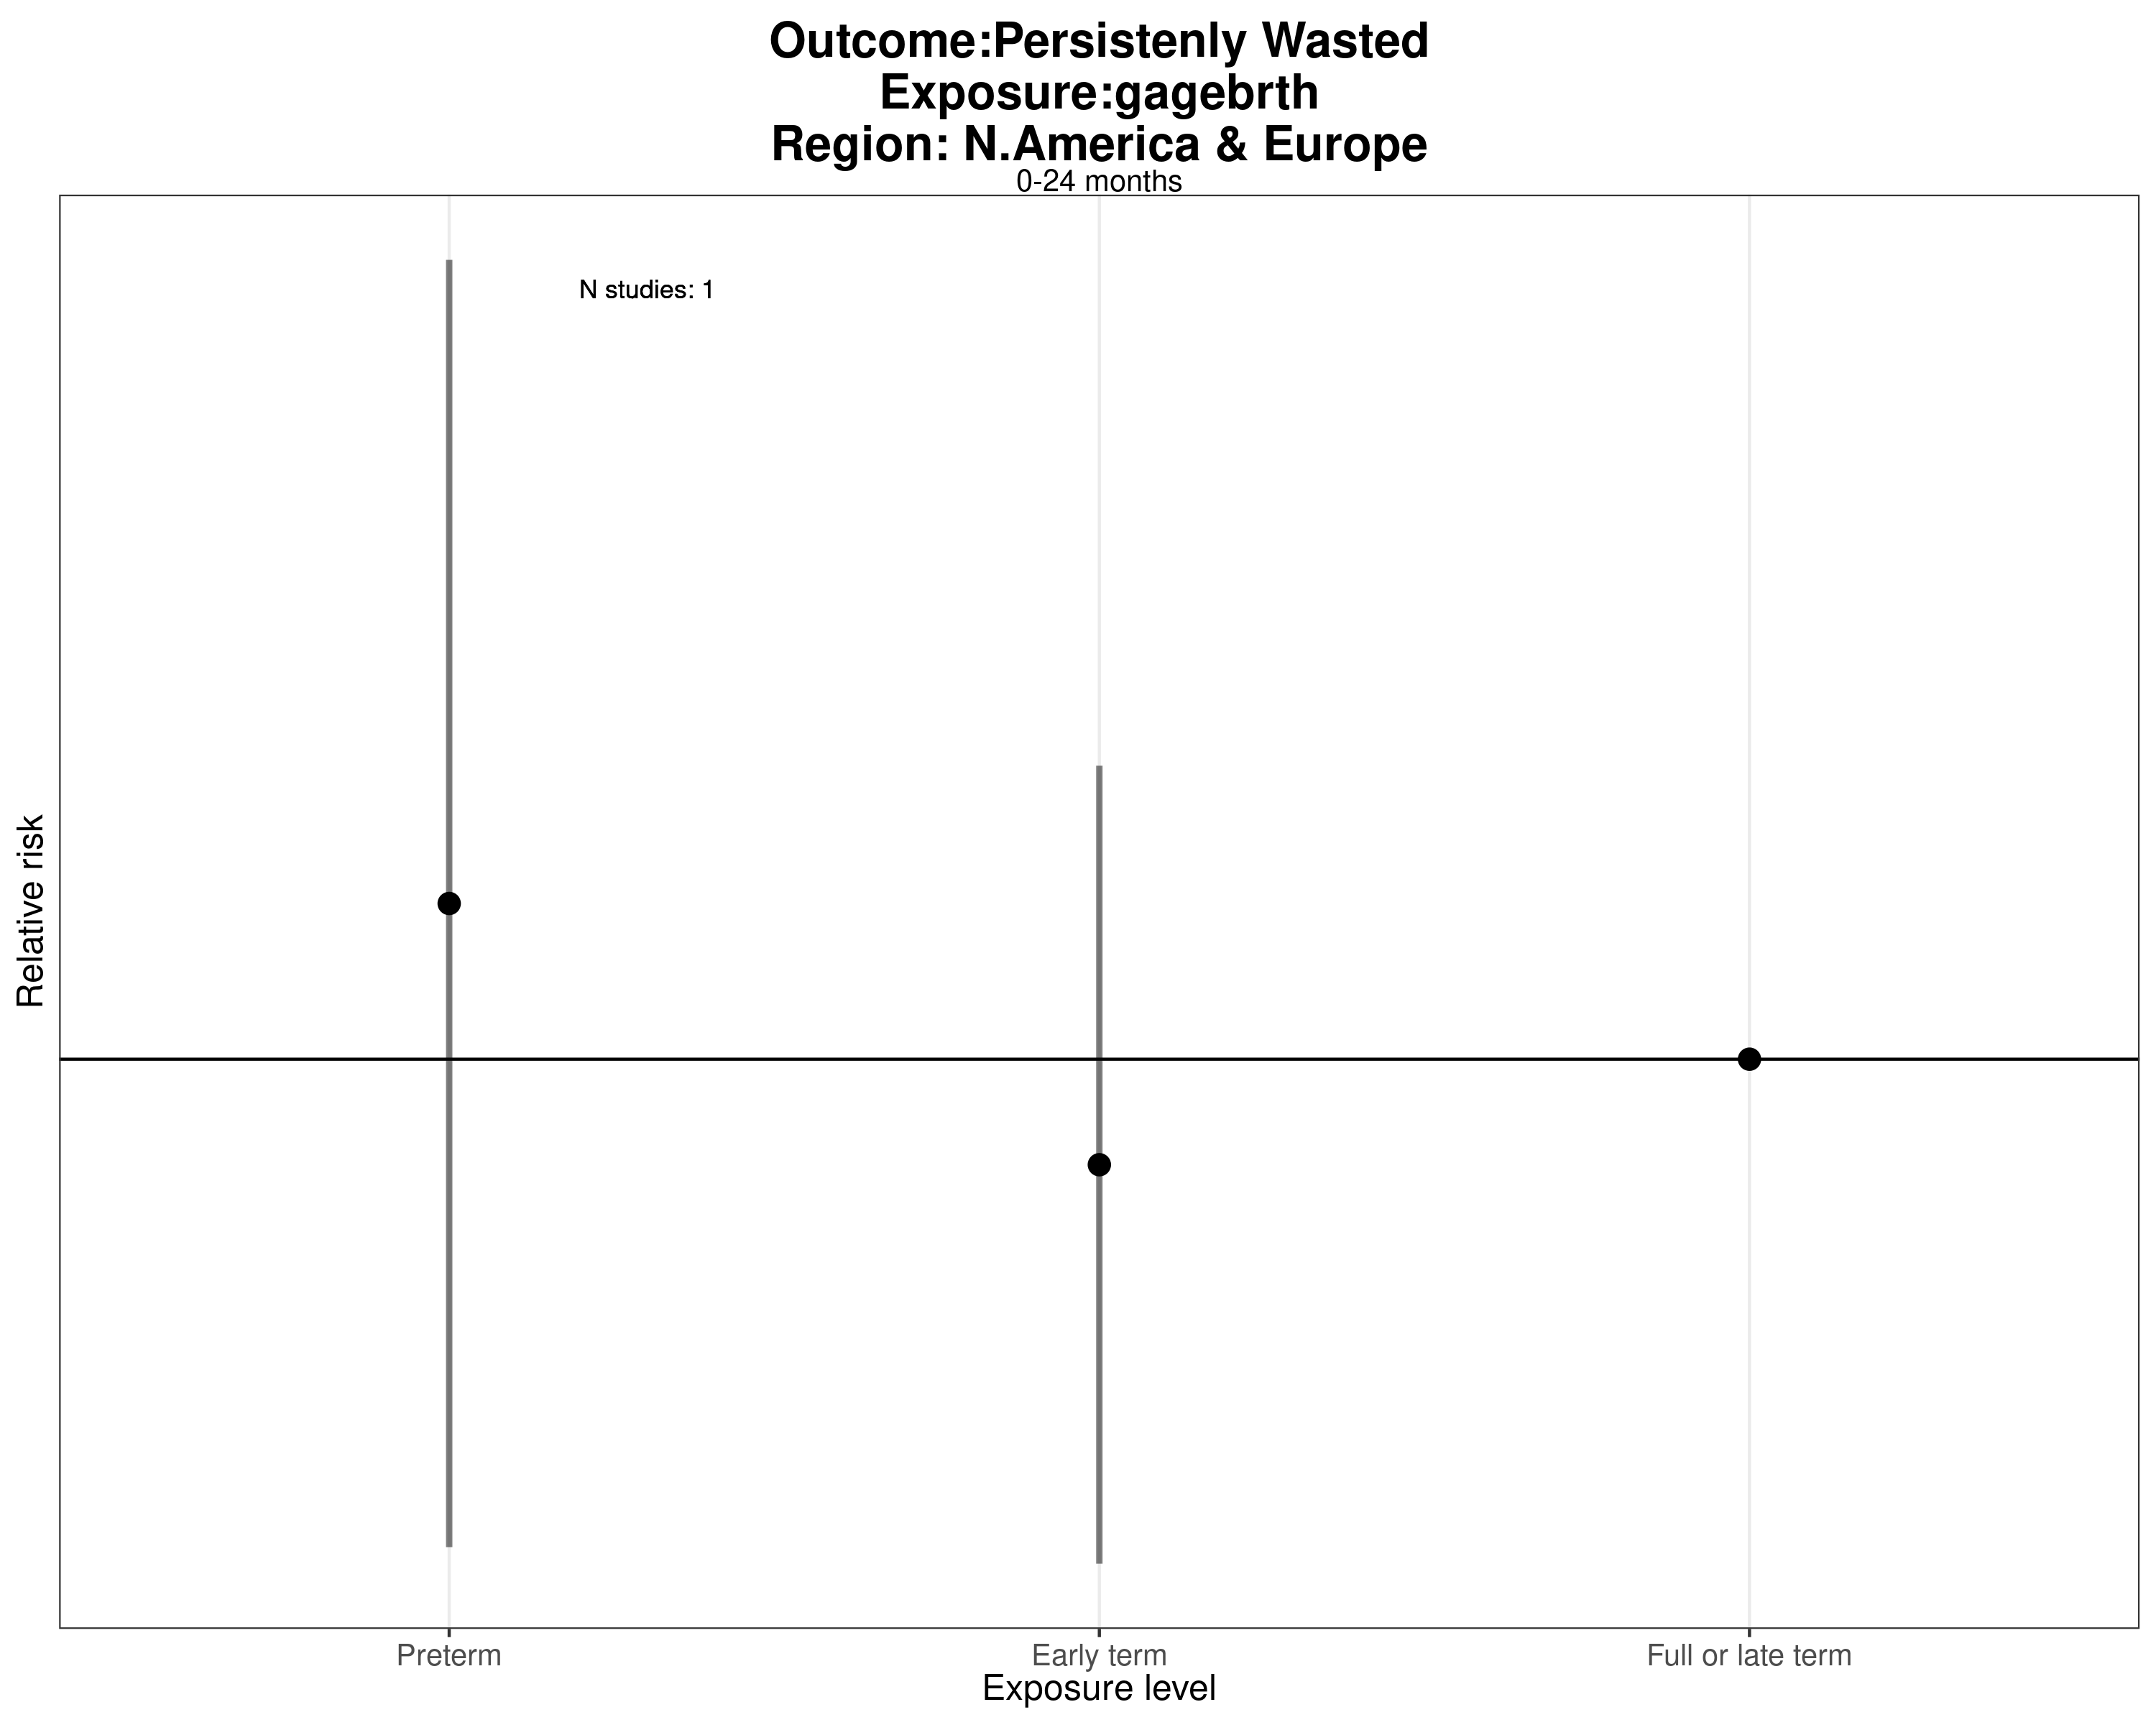 Outcome:Persistenly Wasted
Exposure:gagebrth
Region: N.America & Europe
0-24 months
N studies: 1
Relative risk
Preterm
Early term
Full or late term
Exposure level